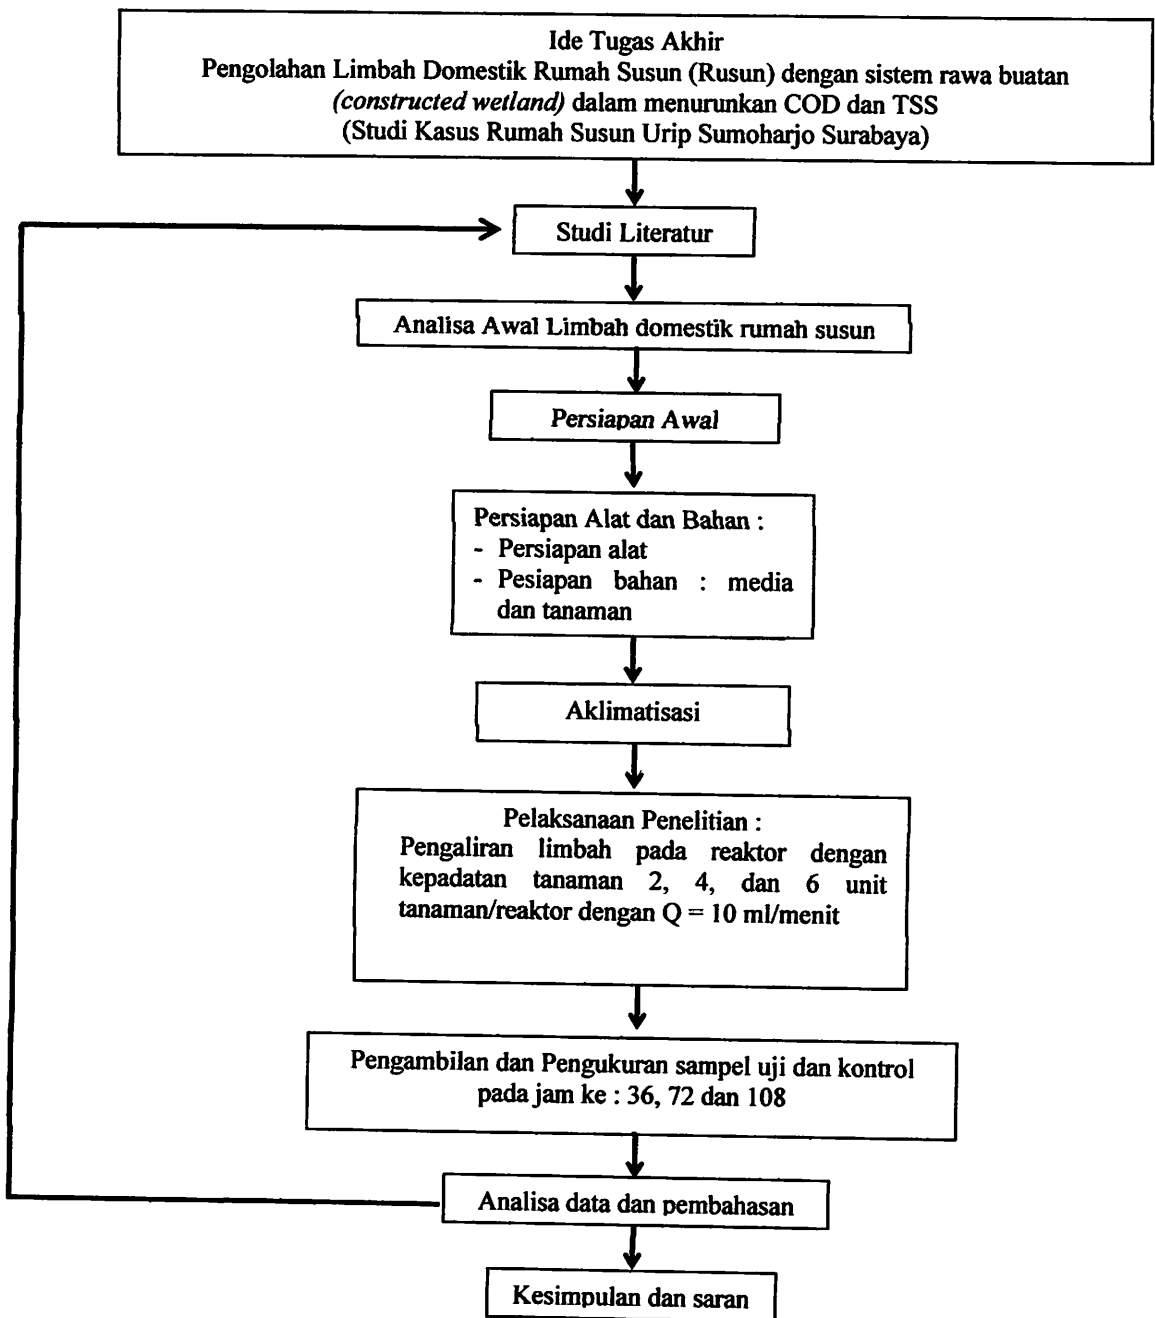 Ide Tugas Akhir
Pengolahan Limbah Domestik Rumah Susun (Rusun) dengan sistem rawa buatan
(constructed wetland) dalam menurunkan COD dan TSS
(Studi Kasus Rumah Susun Urip Sumoharjo Surabaya)
Studi Literatur
Analisa Awal Limbah domestik rumah susun
Persiapan Awal
Persiapan Alat dan Bahan :
- Persiapan alat
- Pesiapan bahan : media
dan tanaman
Aklimatisasi
Pelaksanaan Penelitian :
Pengaliran limbah pada reaktor dengan
kepadatan tanaman 2, 4, dan 6 unit
tanaman/reaktor dengan Q = 10 ml/menit
Pengambilan dan Pengukuran sampel uji dan kontrol
pada jam ke : 36, 72 dan 108
Analisa data dan pembahasan
Kesimpulan dan saran